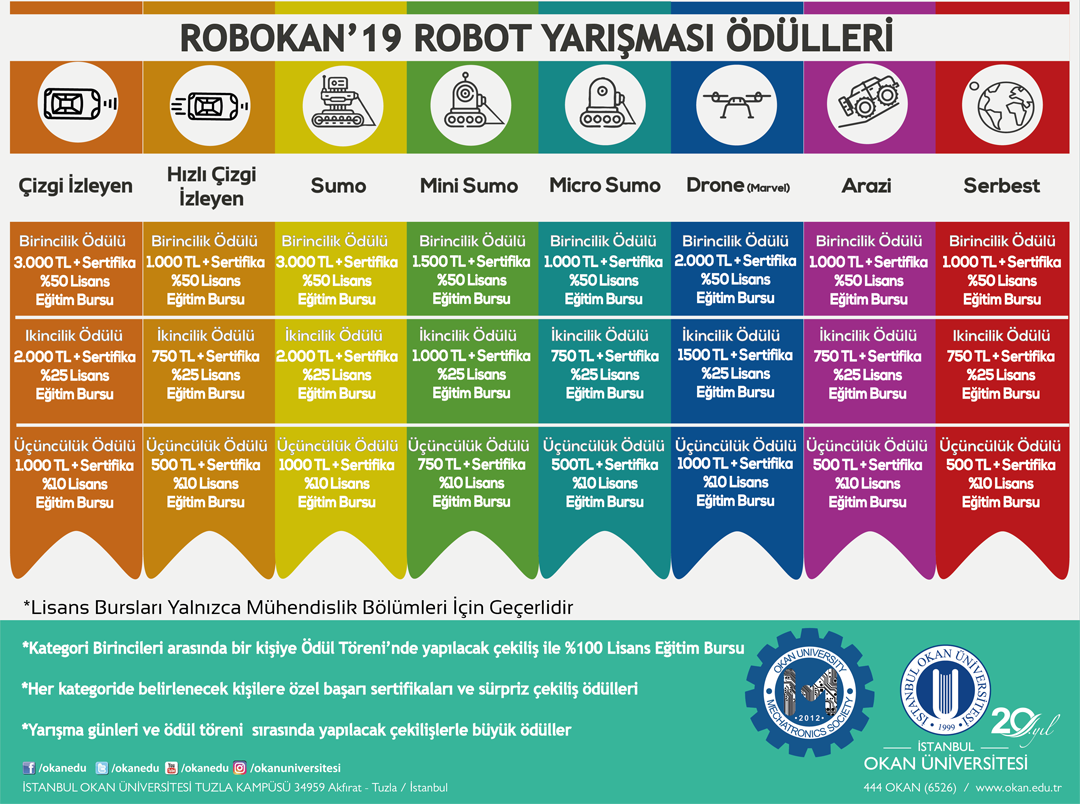 ROBOKAN'19 ROBOT YARIŞMASI ÖDÜLLERİ
Çizgi İzleyen
Hızlı Çizgi
İzleyen
Sumo
Mini Sumo
Micro Sumo
Drone (Marvel)
Arazi
Serbest
Birincilik Ödülü
3.000 TL + Sertifika
%50 Lisans
Eğitim Bursu
Birincilik Ödülü
1.000 TL + Sertifika
%50 Lisans
Eğitim Bursu
Birincilik Ödülü
3.000 TL + Sertifika
%50 Lisans
Eğitim Bursu
Birincilik Ödülü
1.500 TL + Sertifika
%50 Lisans
Eğitim Bursu
Birincilik Ödülü
1.000 TL + Sertifika
%50 Lisans
Eğitim Bursu
Birincilik Ödülü
2.000 TL + Sertifika
%50 Lisans
Eğitim Bursu
Birincilik Ödülü
1.000 TL + Sertifika
%50 Lisans
Eğitim Bursu
Birincilik Ödülü
1.000 TL + Sertifika
%50 Lisans
Eğitim Bursu
Ikincilik Ödülü
2.000 TL + Sertifika
%25 Lisans
Eğitim Bursu
İkincilik Ödülü
750 TL + Sertifika
%25 Lisans
Eğitim Bursu
İkincilik Ödülü
2.000 TL + Sertifika
%25 Lisans
Eğitim Bursu
İkincilik Ödülü
1.000 TL + Sertifika
%25 Lisans
Eğitim Bursu
İkincilik Ödülü
750 TL + Sertifika
%25 Lisans
Eğitim Bursu
İkincilik Ödülü
1500 TL + Sertifika
%25 Lisans
Eğitim Bursu
İkincilik Ödülü
750 TL + Sertifika
%25 Lisans
Eğitim Bursu
Ikincilik Ödülü
750 TL + Sertifika
%25 Lisans
Eğitim Bursu
Üçüncülük Ödülü
1.000 TL + Sertifika
%10 Lisans
Eğitim Bursu
Üçüncülük Ödülü
500 TL + Sertifika
%10 Lisans
Eğitim Bursu
Üçüncülük Ödülü
1000 TL + Sertifika
%10 Lisans
Eğitim Bursu
Üçüncülük Ödülü
750 TL + Sertifika
%10 Lisans
Eğitim Bursu
Üçüncülük Ödülü
500TL + Sertifika
%10 Lisans
Eğitim Bursu
Üçüncülük Ödülü
1000 TL + Sertifika
%10 Lisans
Eğitim Bursu
Üçüncülük Ödülü
500 TL + Sertifika
%10 Lisans
Eğitim Bursu
Üçüncülük Ödülü
500 TL + Sertifika
%10 Lisans
Eğitim Bursu
*Lisans Bursları Yalnızca Mühendislik Bölümleri İçin Geçerlidir
*Kategori Birincileri arasında bir kişiye Ödül Töreni'nde yapılacak çekiliş ile %100 Lisans Eğitim Bursu
*Her kategoride belirlenecek kişilere özel başarı sertifikaları ve sürpriz çekiliş ödülleri
*Yarışma günleri ve ödül töreni sırasında yapılacak çekilişlerle büyük ödüller
OKAN UNIVERSITY
MECHATRONICS SOCIETY
• 2012 •
İSTANBUL OKAN ÜNİVERSİTESİ
1999
20.yıl
İSTANBUL
OKAN ÜNİVERSİTESİ
444 OKAN (6526) / www.okan.edu.tr
/okanedu /okanedu /okanedu /okanuniversitesi
İSTANBUL OKAN ÜNİVERSİTESİ TUZLA KAMPÜSÜ 34959 Akfırat - Tuzla / İstanbul